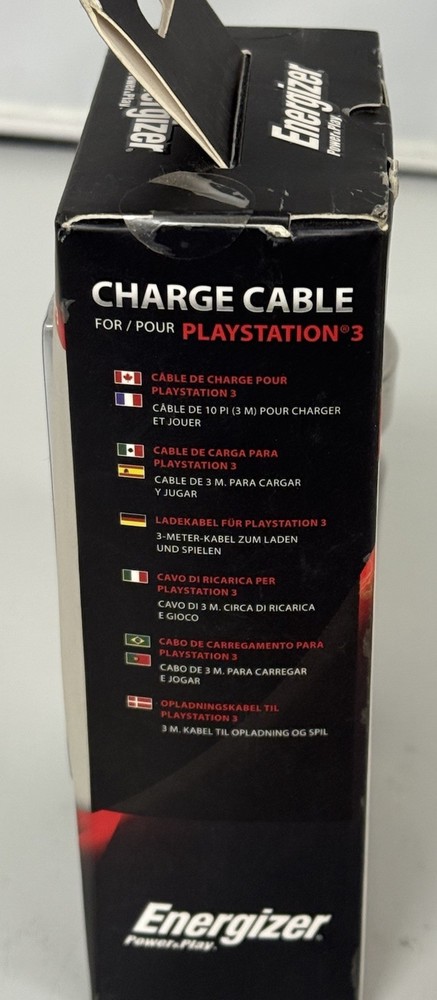 Energizer
Power&Play.
Energizer
Power&Play.
CHARGE CABLE
FOR / POUR PLAYSTATION®3
CÂBLE DE CHARGE POUR
PLAYSTATION 3
CÂBLE DE 10 PI (3 M) POUR CHARGER
ET JOUER
CABLE DE CARGA PARA
PLAYSTATION 3
CABLE DE 3 M. PARA CARGAR
Y JUGAR
LADEKABEL FÜR PLAYSTATION 3
3-METER-KABEL ZUM LADEN
UND SPIELEN
CAVO DI RICARICA PER
PLAYSTATION 3
CAVO DI 3 M. CIRCA DI RICARICA
E GIOCO
CABO DE CARREGAMENTO PARA
PLAYSTATION 3
CABO DE 3 M. PARA CARREGAR
E JOGAR
OPLADNINGSKABEL TIL
PLAYSTATION 3
3 M. KABEL TIL OPLADNING OG SPIL
Energizer
Power&Play.